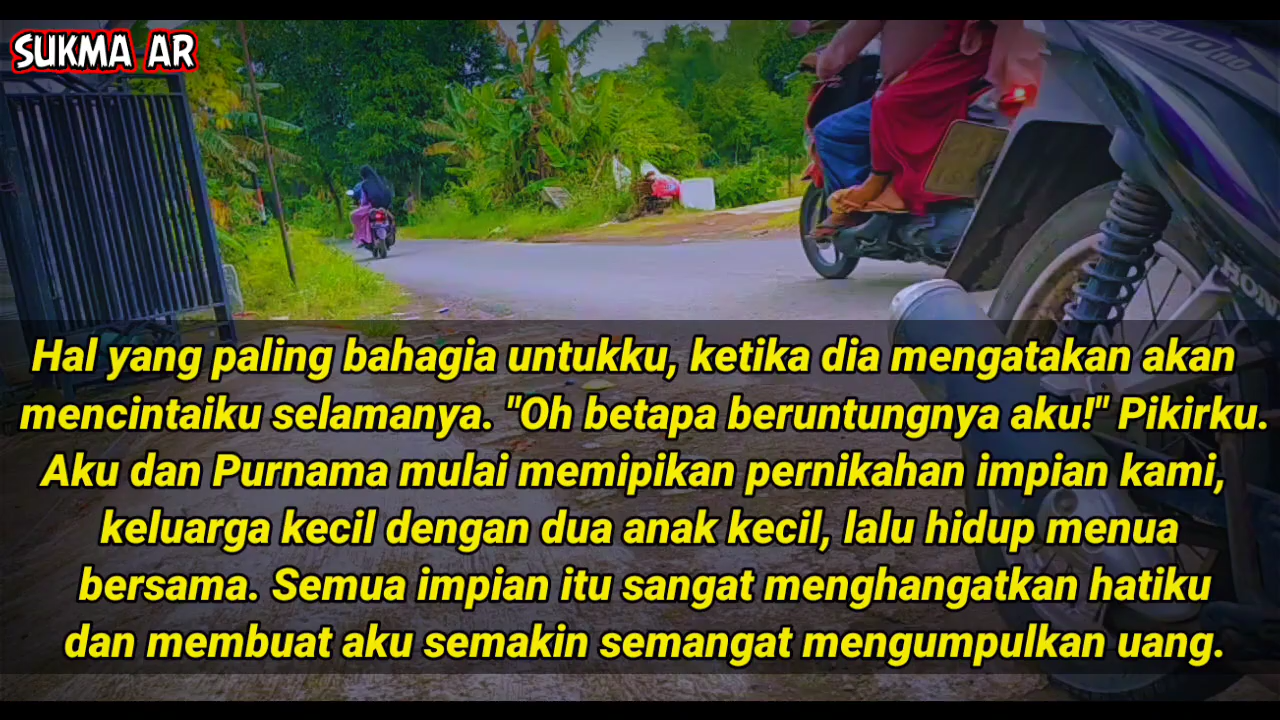 SUKMA AR
REVO
HON
Hal yang paling bahagia untukku, ketika dia mengatakan akan
mencintaiku selamanya. "Oh betapa beruntungnya aku!" Pikirku.
Aku dan Purnama mulai memipikan pernikahan impian kami,
keluarga kecil dengan dua anak kecil, lalu hidup menua
bersama. Semua impian itu sangat menghangatkan hatiku
dan membuat aku semakin semangat mengumpulkan uang.